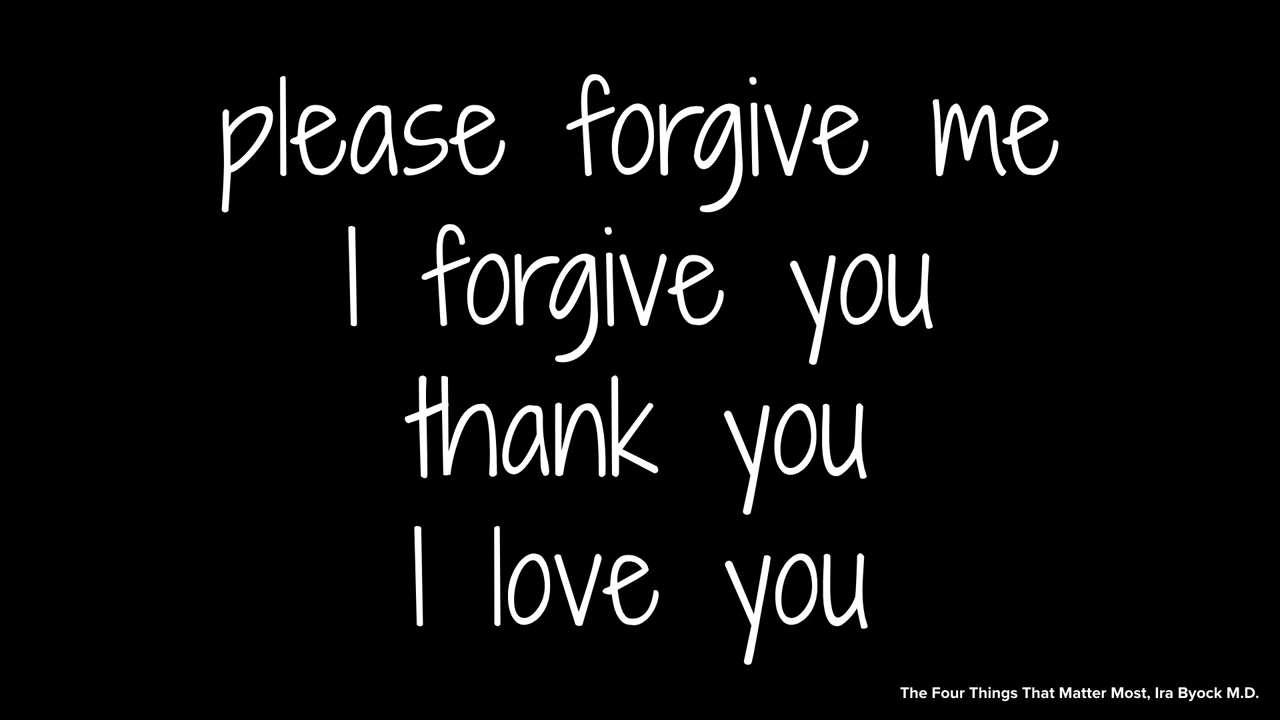 please forgive me
I forgive you
thank you
I love you
The Four Things That Matter Most, Ira Byock M.D.